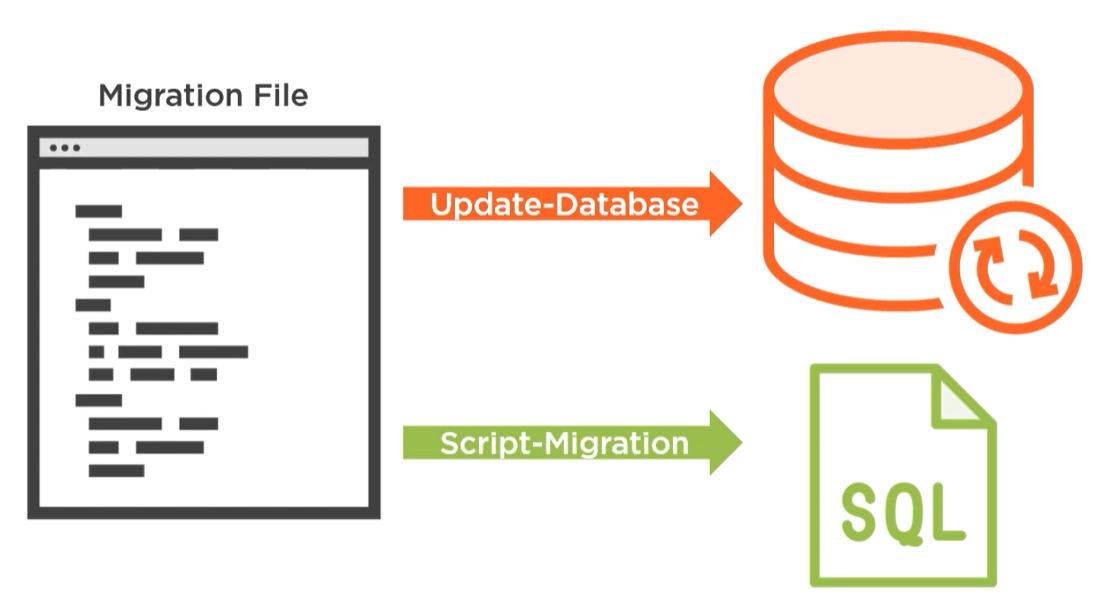 Migration File
Update-Database
Script-Migration
SQL